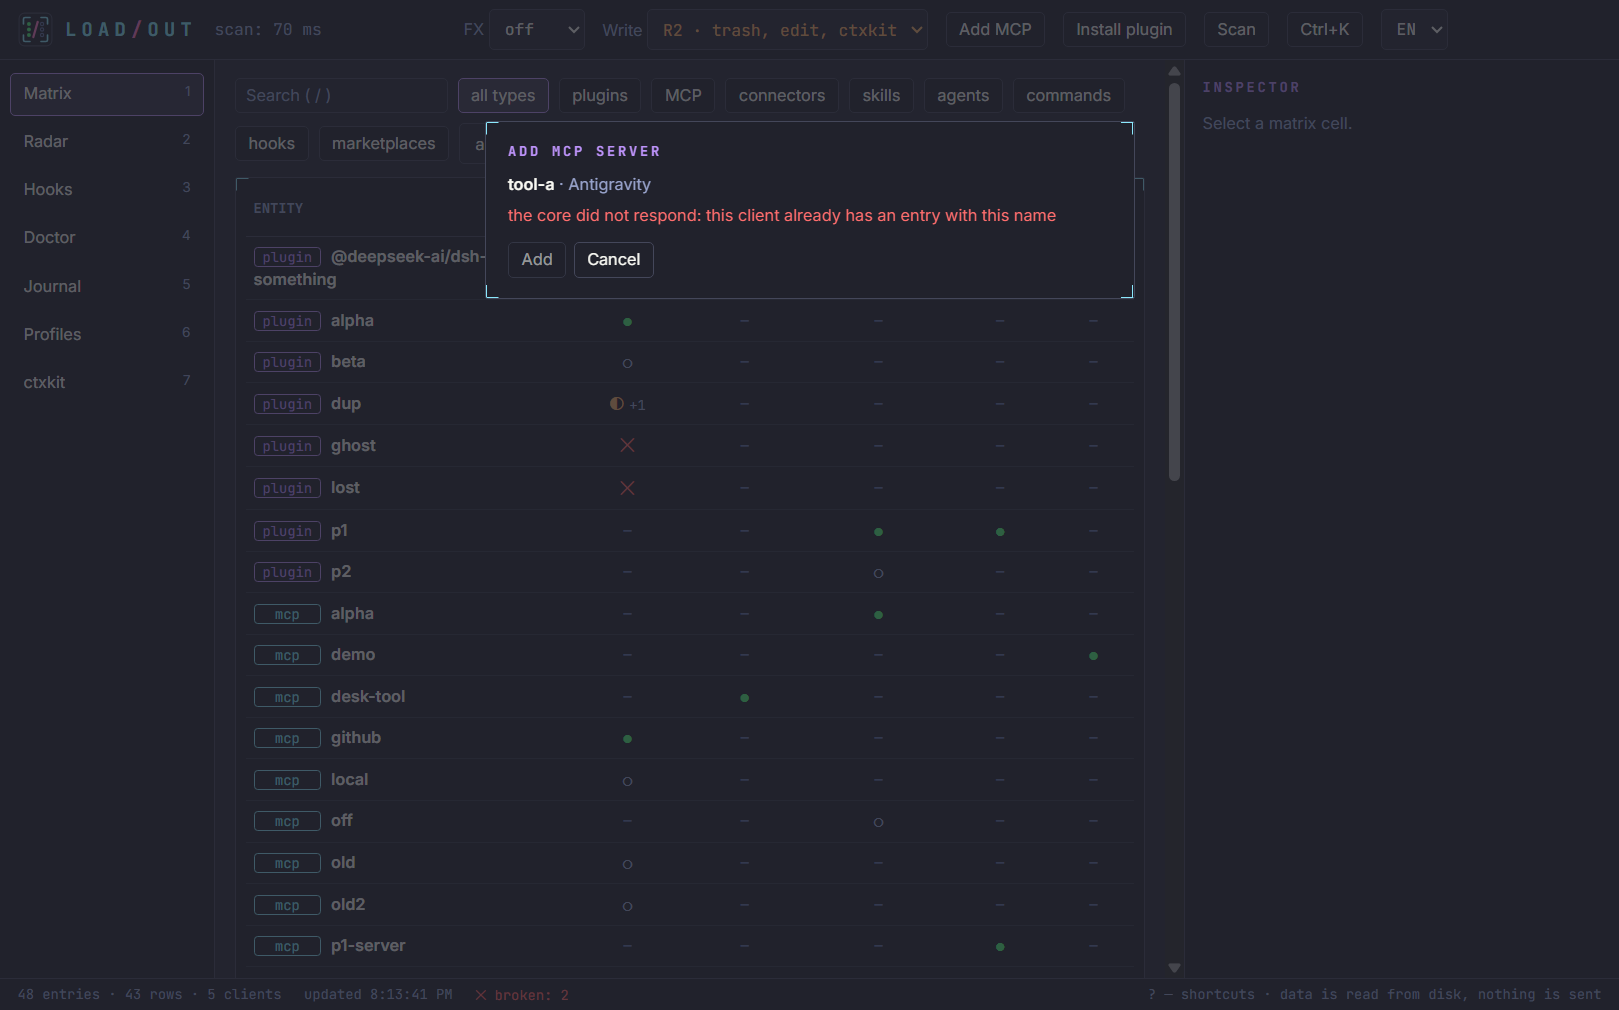 LOAD/OUT scan: 70 ms FX off Write R2 · trash, edit, ctxkit Add MCP Install plugin Scan Ctrl+K EN
Matrix 1
Radar 2
Hooks 3
Doctor 4
Journal 5
Profiles 6
ctxkit 7
Search ( / ) all types plugins MCP connectors skills agents commands
hooks marketplaces a
ADD MCP SERVER
tool-a · Antigravity
the core did not respond: this client already has an entry with this name
Add Cancel
ENTITY
plugin @deepseek-ai/dsh-
something
plugin alpha
plugin beta
plugin dup +1
plugin ghost
plugin lost
plugin p1
plugin p2
mcp alpha
mcp demo
mcp desk-tool
mcp github
mcp local
mcp off
mcp old
mcp old2
mcp p1-server
INSPECTOR
Select a matrix cell.
48 entries · 43 rows · 5 clients updated 8:13:41 PM broken: 2 ? — shortcuts · data is read from disk, nothing is sent